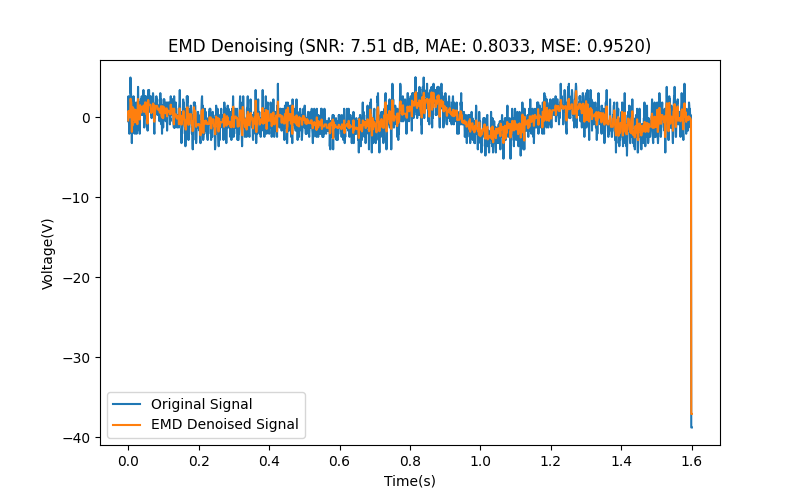 EMD Denoising (SNR: 7.51 dB, MAE: 0.8033, MSE: 0.9520)
0
−10
−20
−30
−40
Voltage(V)
Original Signal
EMD Denoised Signal
0.0 0.2 0.4 0.6 0.8 1.0 1.2 1.4 1.6
Time(s)